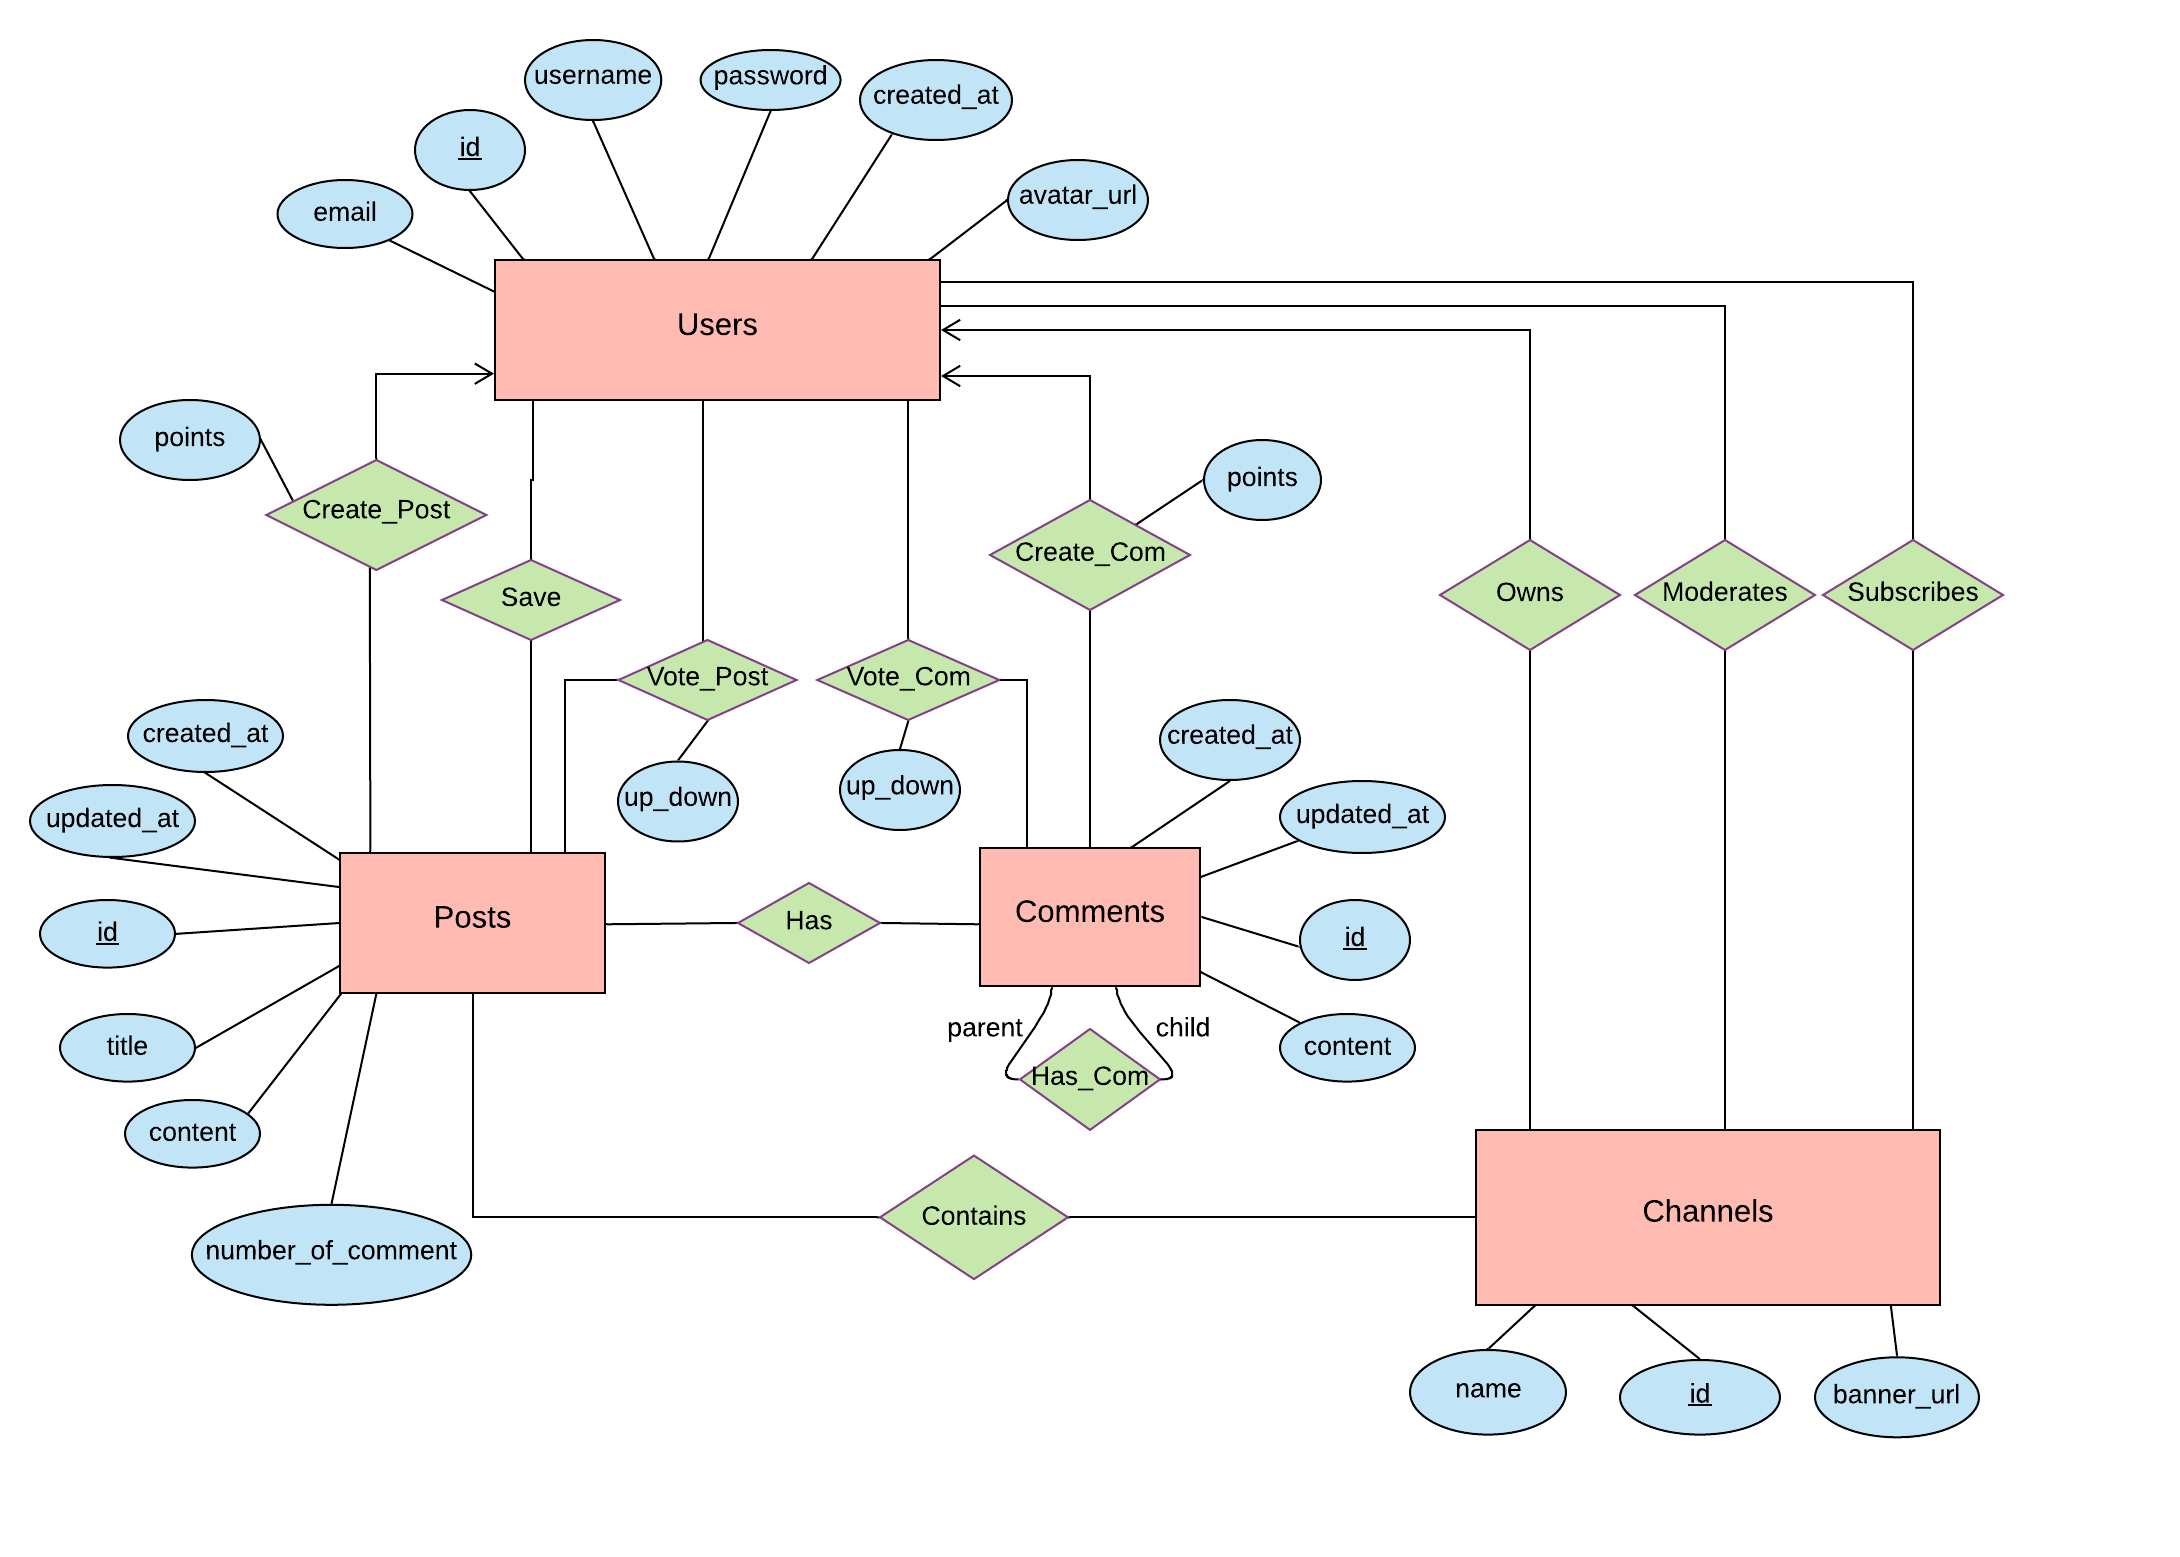 username
password
created_at
id
avatar_url
email
Users
points
points
Create_Post
Create_Com
Save
Owns
Moderates
Subscribes
Vote_Post
Vote_Com
created_at
created_at
up_down
up_down
updated_at
updated_at
Posts
Has
Comments
id
id
parent
child
title
content
Has_Com
content
Contains
Channels
number_of_comment
name
id
banner_url